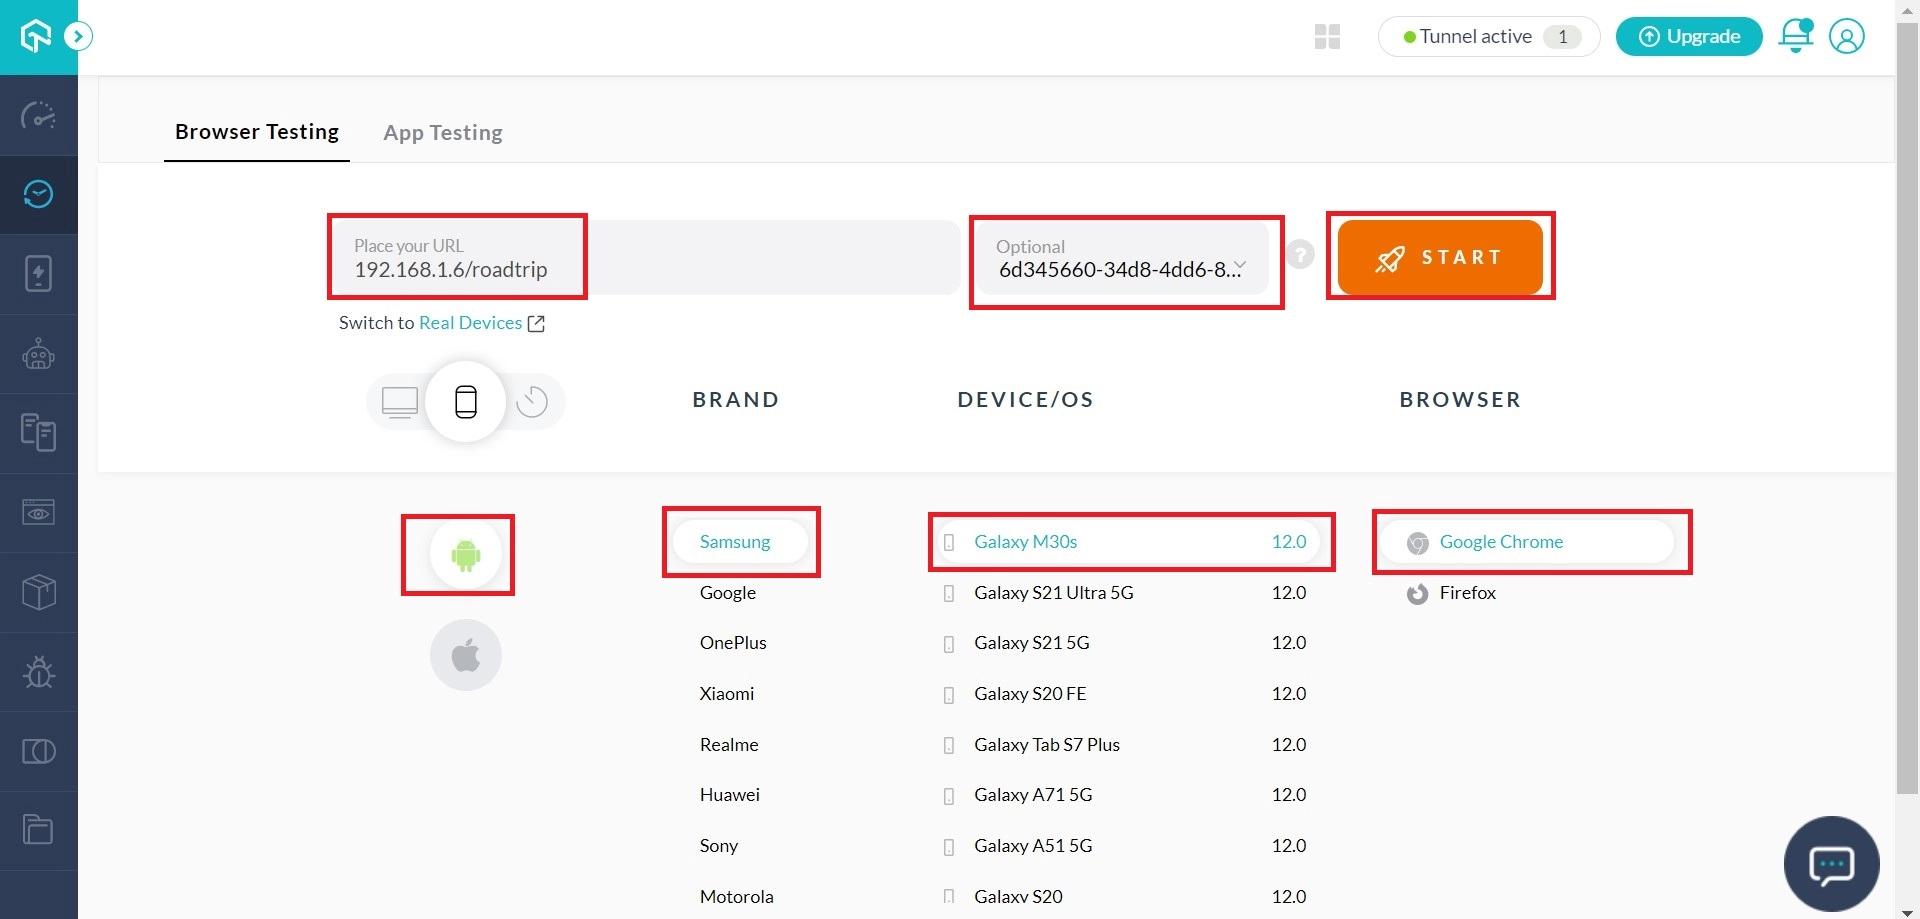 Tunnel active 1
Upgrade
Browser Testing
App Testing
Place your URL
192.168.1.6/roadtrip
Optional
6d345660-34d8-4dd6-8...
?
START
Switch to Real Devices
BRAND
DEVICE/OS
BROWSER
Samsung
Galaxy M30s 12.0
Google Chrome
Google
Galaxy S21 Ultra 5G 12.0
Firefox
OnePlus
Galaxy S21 5G 12.0
Xiaomi
Galaxy S20 FE 12.0
Realme
Galaxy Tab S7 Plus 12.0
Huawei
Galaxy A71 5G 12.0
Sony
Galaxy A51 5G 12.0
Motorola
Galaxy S20 12.0